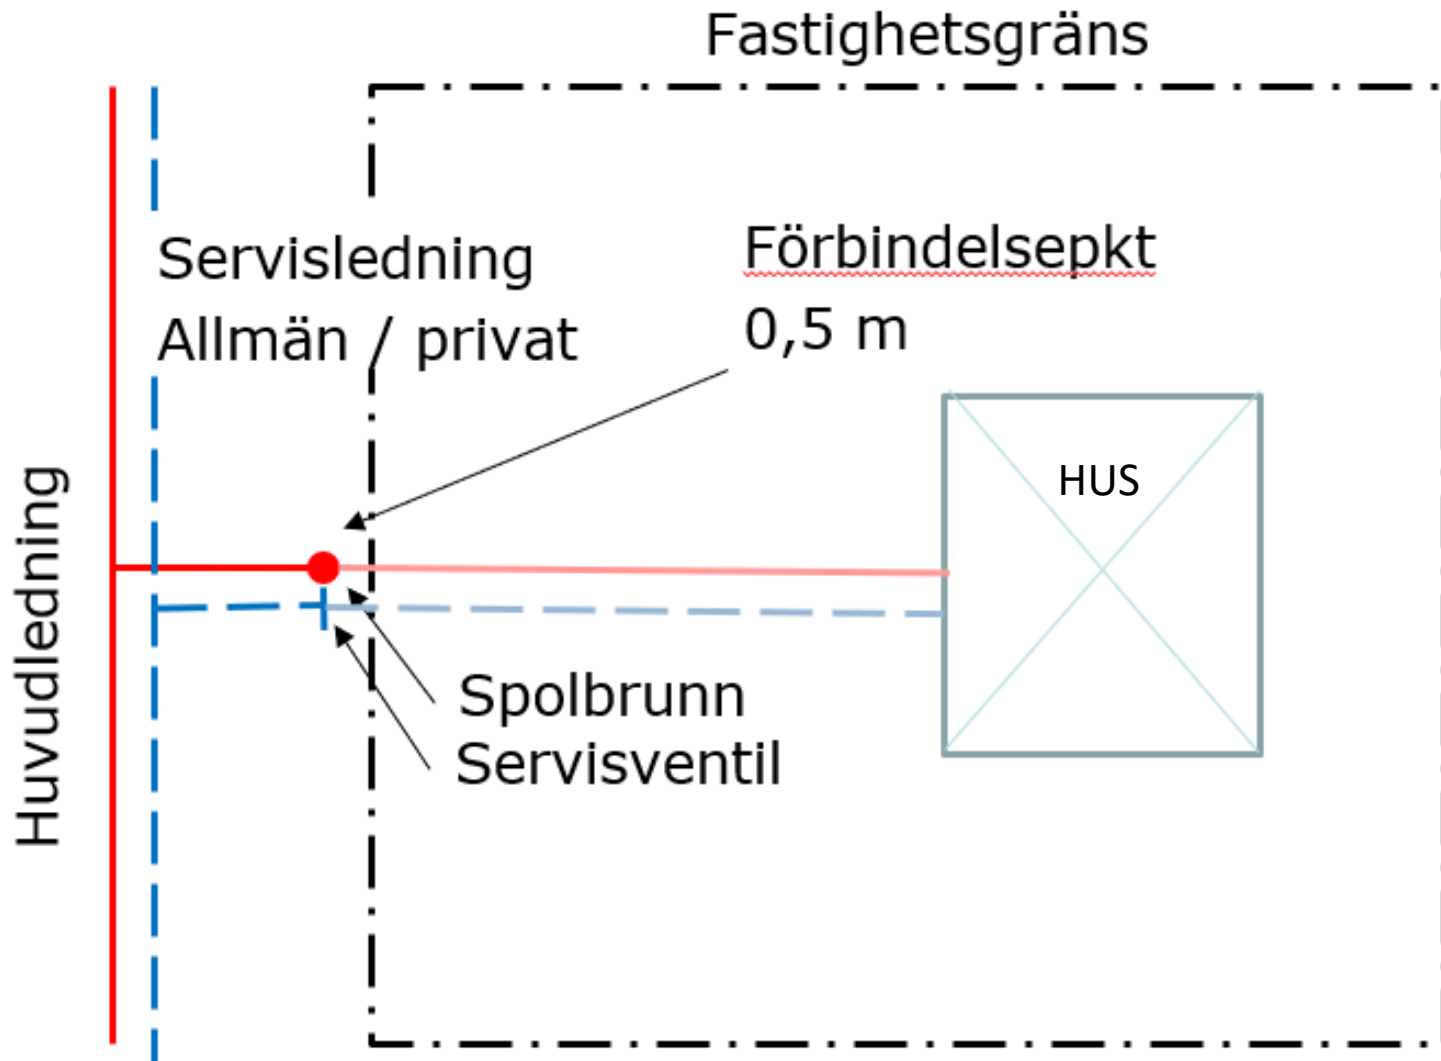 Fastighetsgräns
Servisledning
Allmän / privat
Förbindelsepkt
0,5 m
HUS
Huvudledning
Spolbrunn
Servisventil